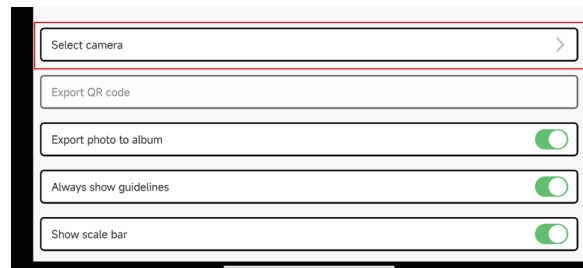 Select camera
Export QR code
Export photo to album
Always show guidelines
Show scale bar